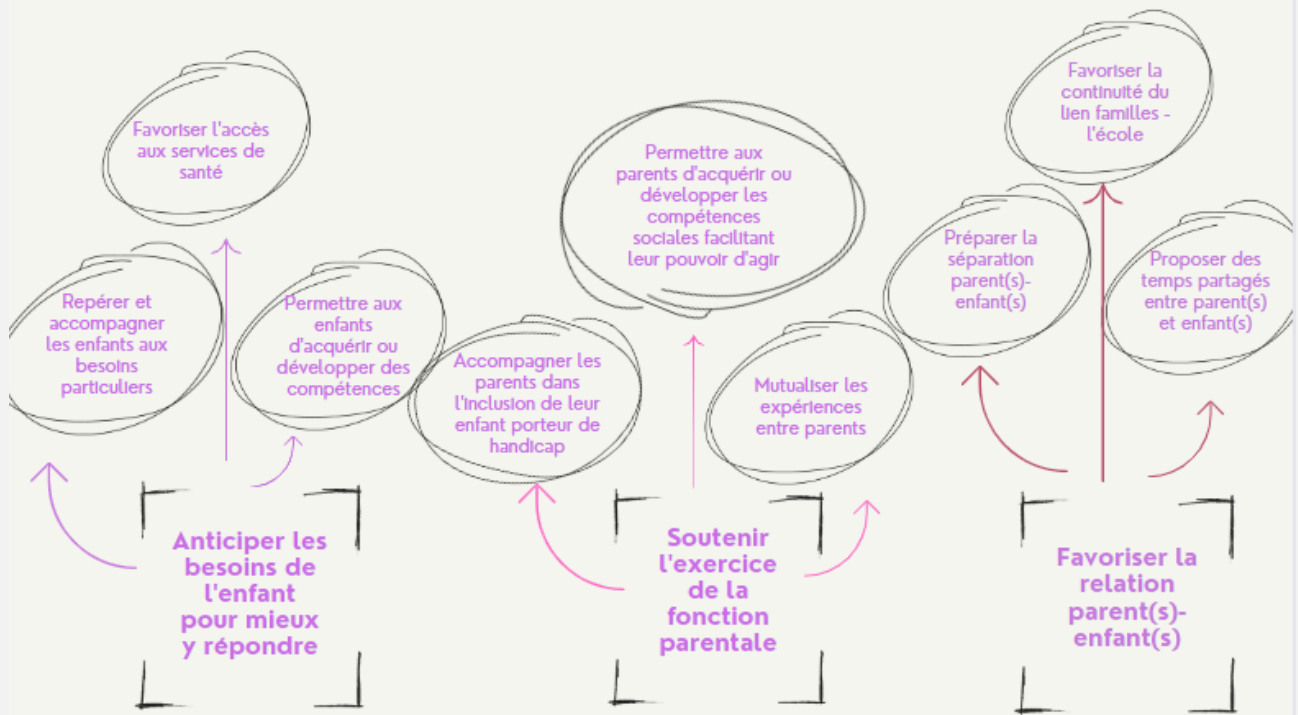 Favoriser l'accès
aux services de
santé
Repérer et
accompagner
les enfants aux
besoins
particuliers
Permettre aux
enfants
d'acquérir ou
développer des
compétences
Anticiper les
besoins de
l'enfant
pour mieux
y répondre
Permettre aux
parents d'acquérir ou
développer les
compétences
sociales facilitant
leur pouvoir d'agir
Accompagner les
parents dans
l'inclusion de leur
enfant porteur de
handicap
Mutualiser les
expériences
entre parents
Soutenir
l'exercice
de la
fonction
parentale
Favoriser la
continuité du
lien familles -
l'école
Préparer la
séparation
parent(s)-
enfant(s)
Proposer des
temps partagés
entre parent(s)
et enfant(s)
Favoriser la
relation
parent(s)-
enfant(s)